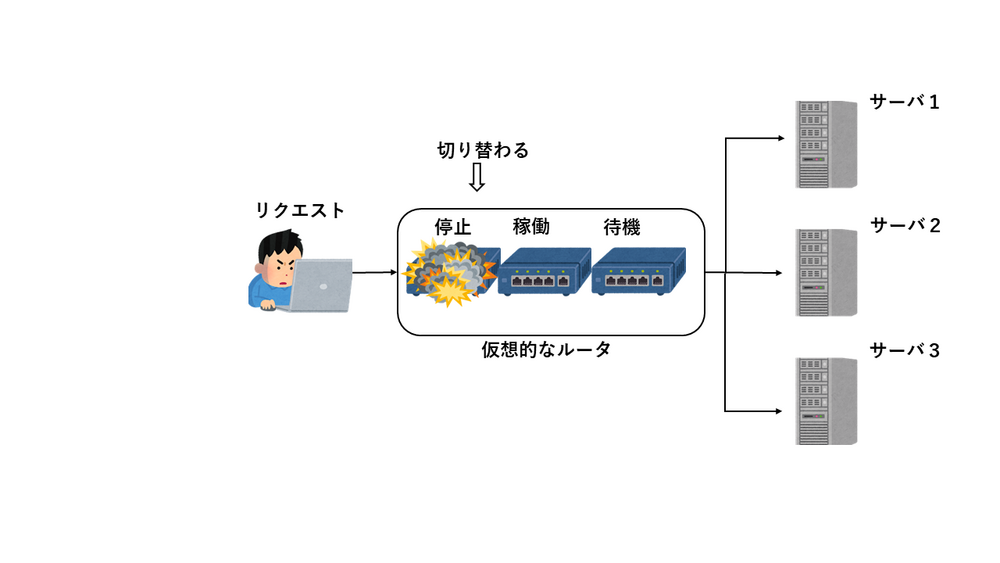 サーバ１
切り替わる
リクエスト
停止
稼働
待機
サーバ２
仮想的なルータ
サーバ３